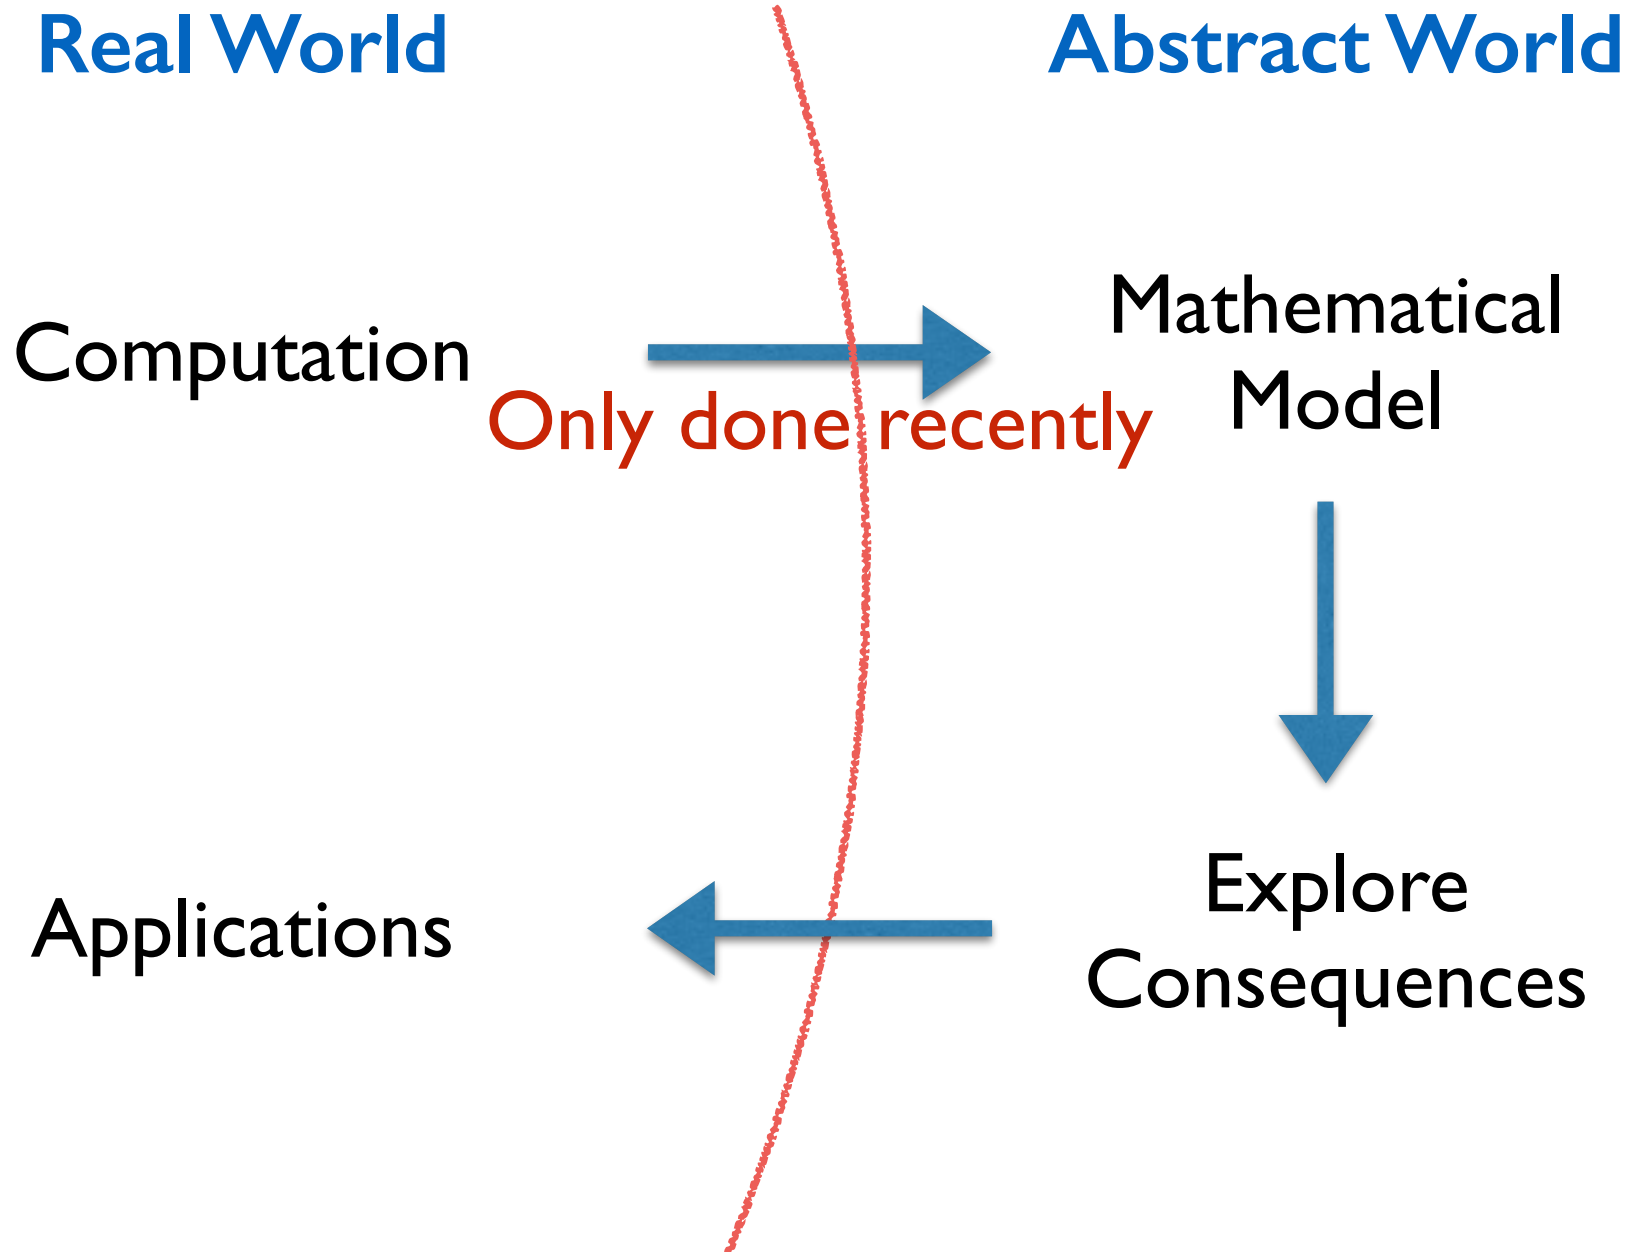 Real World
Abstract World
Computation
Only done recently
Mathematical
Model
Applications
Explore
Consequences